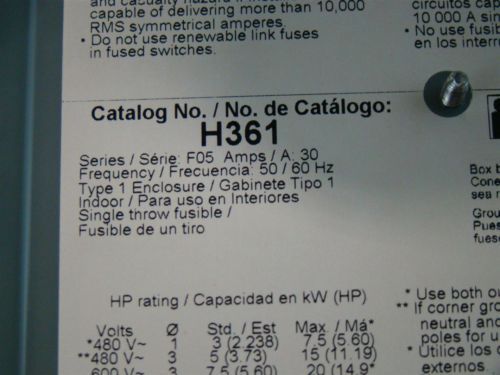 and casualty hazard if install
capable of delivering more than 10,000
RMS symmetrical amperes.
• Do not use renewable link fuses
in fused switches.
circuitos cap
10 000 A sim
• No use fusib
en los interr
Catalog No. / No. de Catálogo:
H361
Series / Série: F05 Amps / A: 30
Frequency / Frecuencia: 50 / 60 Hz
Type 1 Enclosure / Gabinete Tipo 1
Indoor / Para uso en Interiores
Single throw fusible /
Fusible de un tiro
Box b
Cone
sea n
Grou
Pues
fuese
HP rating / Capacidad en kW (HP)
Volts Ø Std. / Est Max. / Má*
*480 V~ 1 3 (2.238) 7.5 (5.60)
**480 V~ 3 5 (3.73) 15 (11.19)
600 V~ 3 7.5 (5.60) 20 (14.9
* Use both ou
** If corner gro
neutral and
poles for u
* Utilice los d
externos.